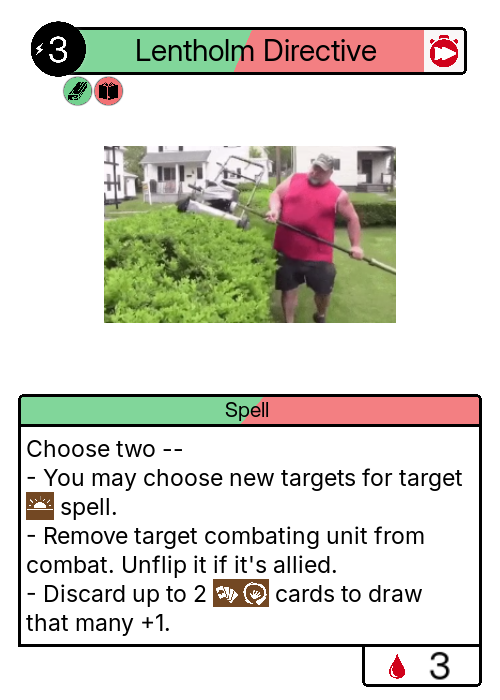 3 Lentholm Directive
Spell
Choose two --
- You may choose new targets for target
spell.
- Remove target combating unit from
combat. Unflip it if it's allied.
- Discard up to 2 cards to draw
that many +1.
3